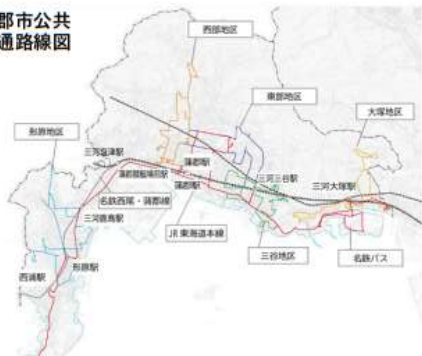 郡市公共
通路線図
西部地区
東部地区
大塚地区
形原地区
三河塩津駅
蒲郡競艇場前駅
蒲郡駅
三河三谷駅
三河大塚駅
名鉄西尾・蒲郡線
蒲郡駅
三河鹿島駅
JR東海道本線
形原駅
西浦駅
三谷地区
名鉄バス